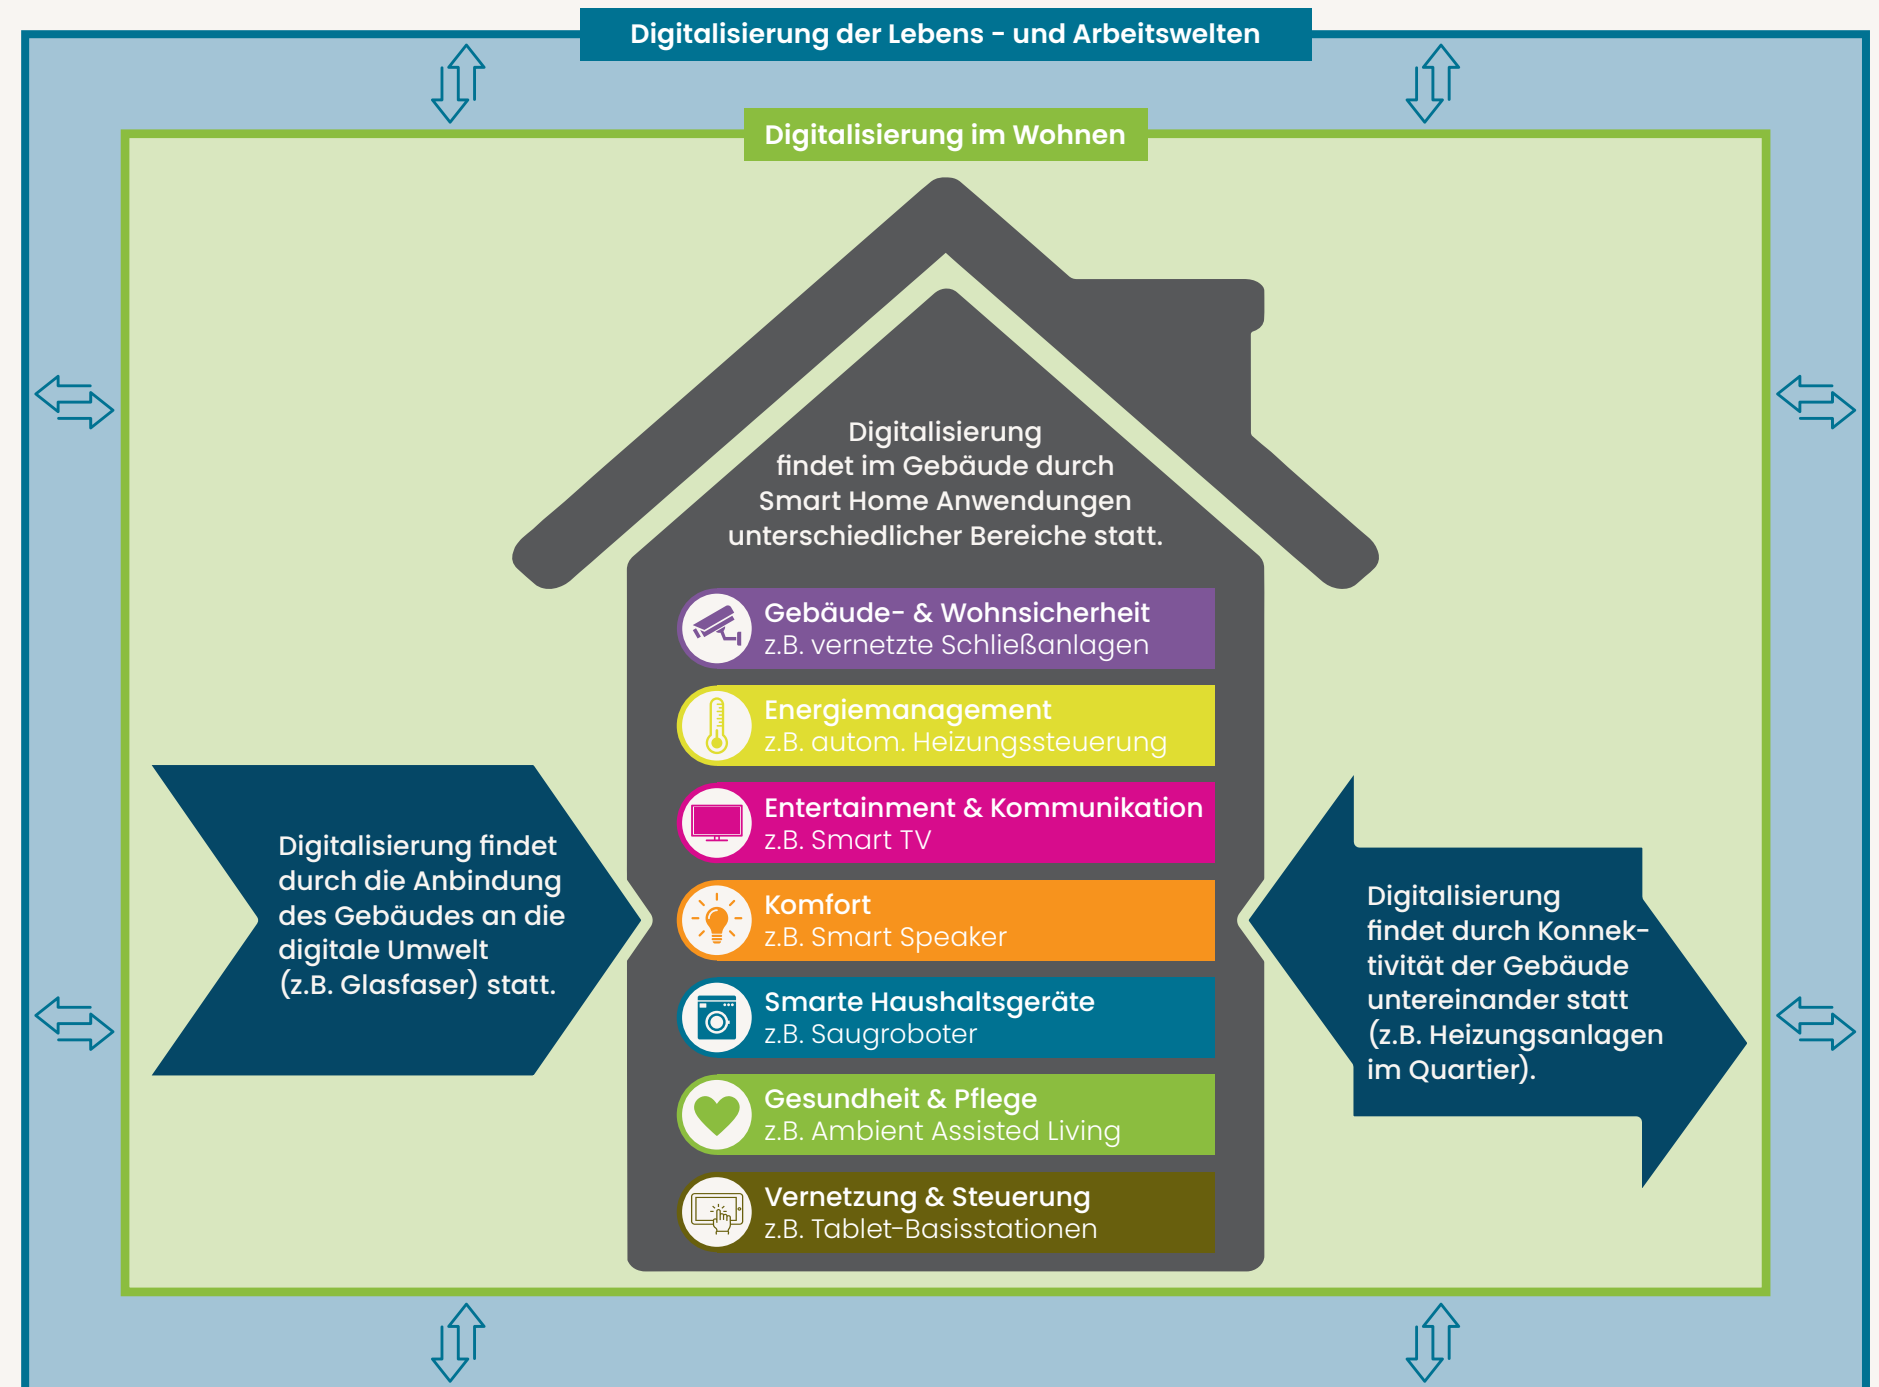 Digitalisierung der Lebens - und Arbeitswelten
Digitalisierung im Wohnen
Digitalisierung
findet im Gebäude durch
Smart Home Anwendungen
unterschiedlicher Bereiche statt.
Gebäude- & Wohnsicherheit
z.B. vernetzte Schließanlagen
Energiemanagement
z.B. autom. Heizungssteuerung
Entertainment & Kommunikation
z.B. Smart TV
Komfort
z.B. Smart Speaker
Smarte Haushaltsgeräte
z.B. Saugroboter
Gesundheit & Pflege
z.B. Ambient Assisted Living
Vernetzung & Steuerung
z.B. Tablet-Basisstationen
Digitalisierung findet
durch die Anbindung
des Gebäudes an die
digitale Umwelt
(z.B. Glasfaser) statt.
Digitalisierung
findet durch Konnek-
tivität der Gebäude
untereinander statt
(z.B. Heizungsanlagen
im Quartier).